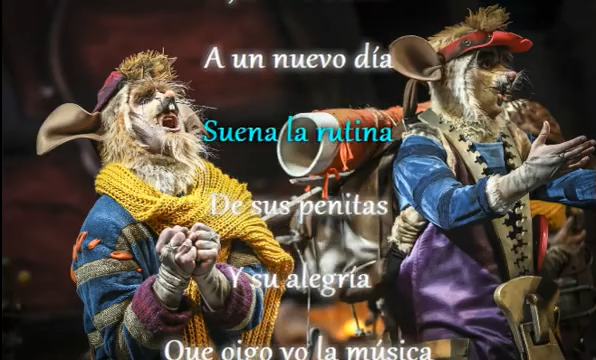 A un nuevo día
Suena la rutina
De sus penitas
Y su alegría
Que oigo yo la música